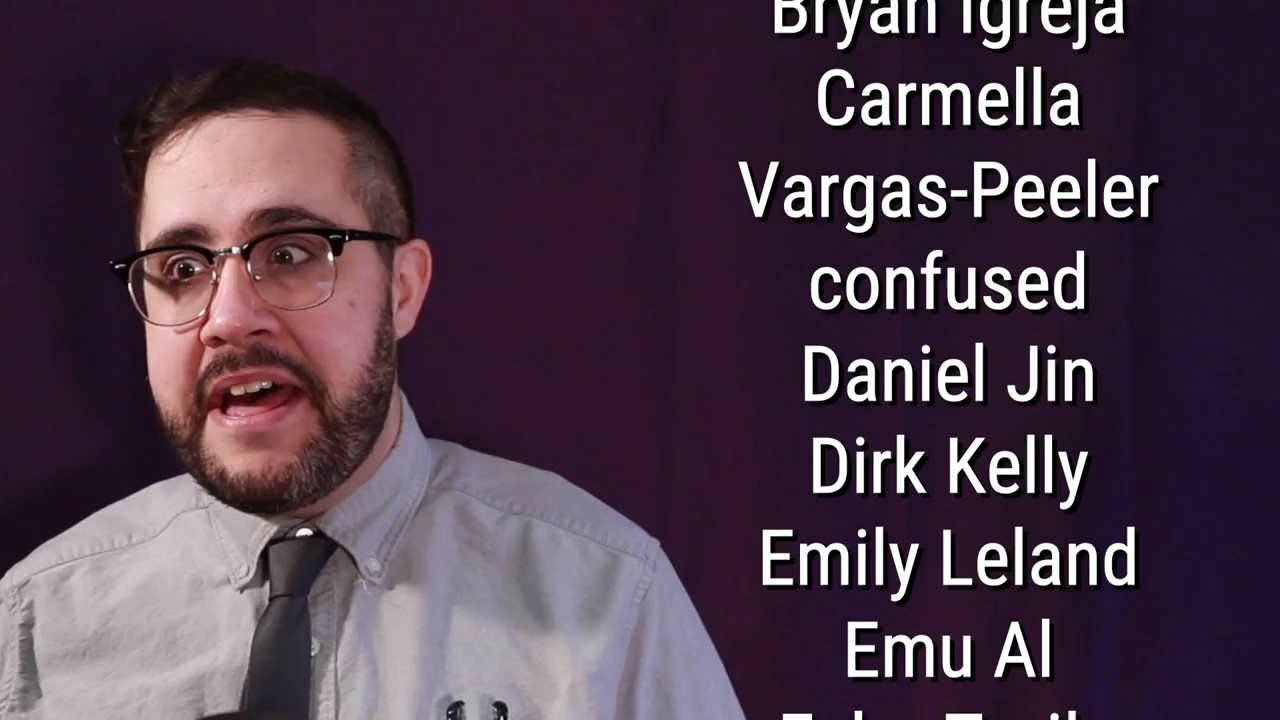 Bryan Igreja
Carmella
Vargas-Peeler
confused
Daniel Jin
Dirk Kelly
Emily Leland
Emu Al